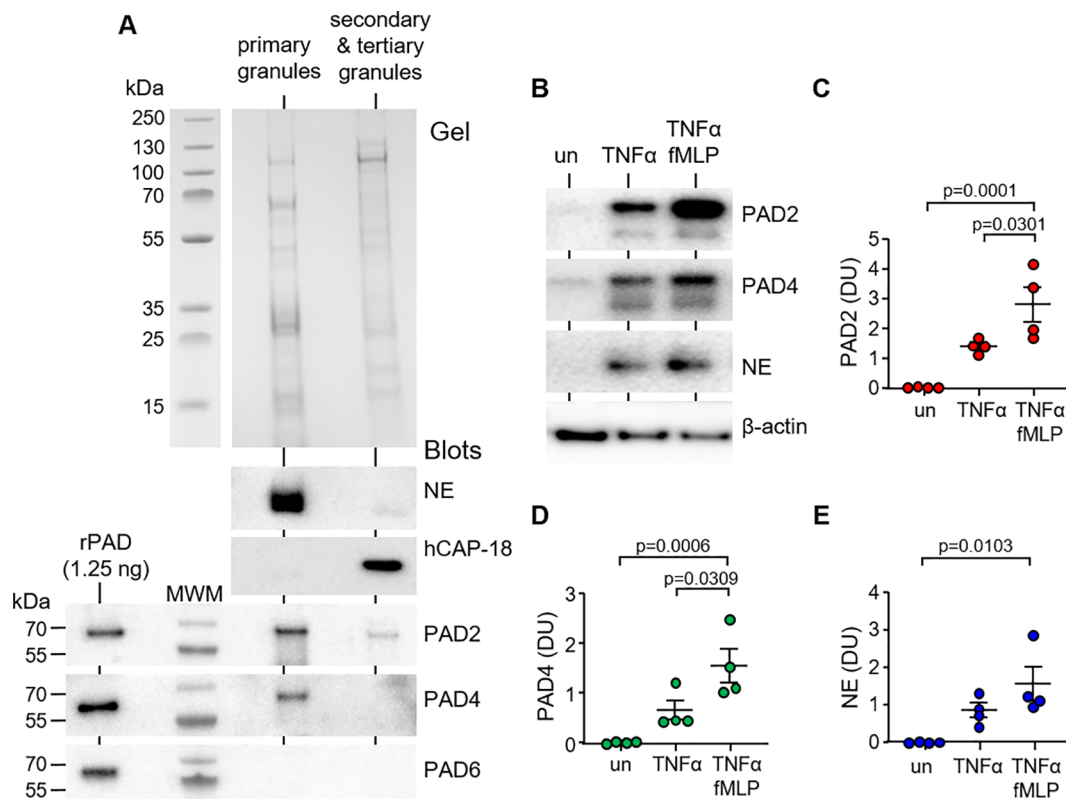 A
primary
granules
secondary
& tertiary
granules
kDa
250
130
100
70
55
35
25
15
Gel
Blots
NE
hCAP-18
rPAD
(1.25 ng)
MWM
kDa
70
55
PAD2
70
55
PAD4
70
55
PAD6
B
un
TNFα
TNFα
fMLP
PAD2
PAD4
NE
β-actin
C
p=0.0001
p=0.0301
PAD2 (DU)
5
4
3
2
1
0
un
TNFα
TNFα
fMLP
D
p=0.0006
p=0.0309
PAD4 (DU)
3
2
1
0
un
TNFα
TNFα
fMLP
E
p=0.0103
NE (DU)
4
3
2
1
0
un
TNFα
TNFα
fMLP